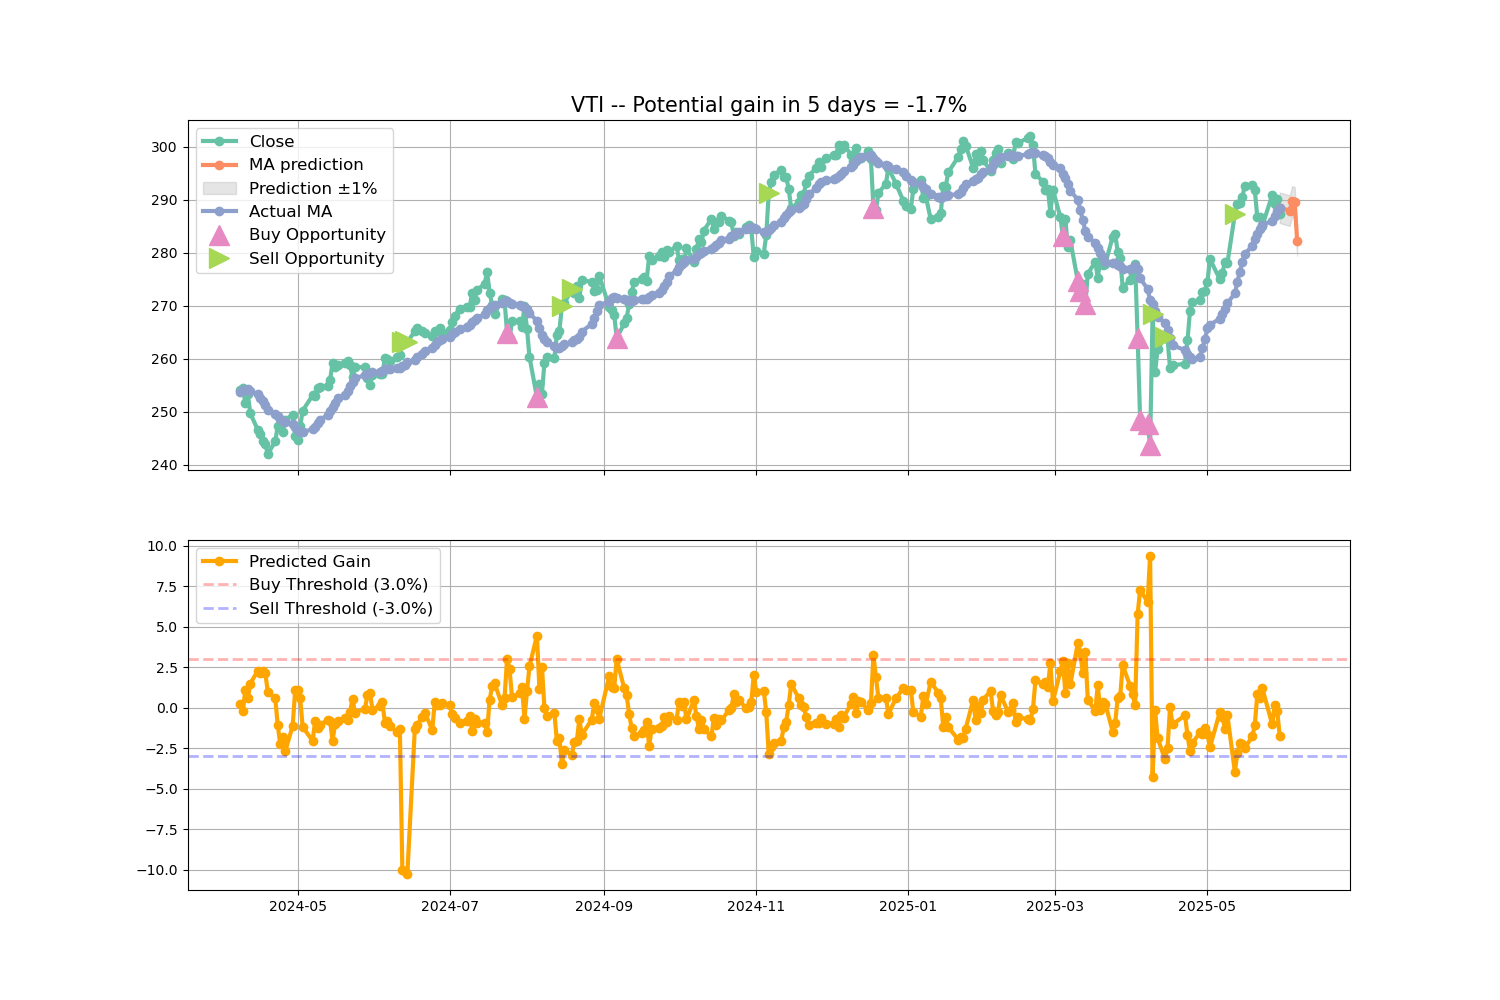 VTI -- Potential gain in 5 days = -1.7%
Close
MA prediction
Prediction ±1%
Actual MA
Buy Opportunity
Sell Opportunity
300
290
280
270
260
250
240
Predicted Gain
Buy Threshold (3.0%)
Sell Threshold (-3.0%)
10.0
7.5
5.0
2.5
0.0
−2.5
−5.0
−7.5
−10.0
2024-05 2024-07 2024-09 2024-11 2025-01 2025-03 2025-05